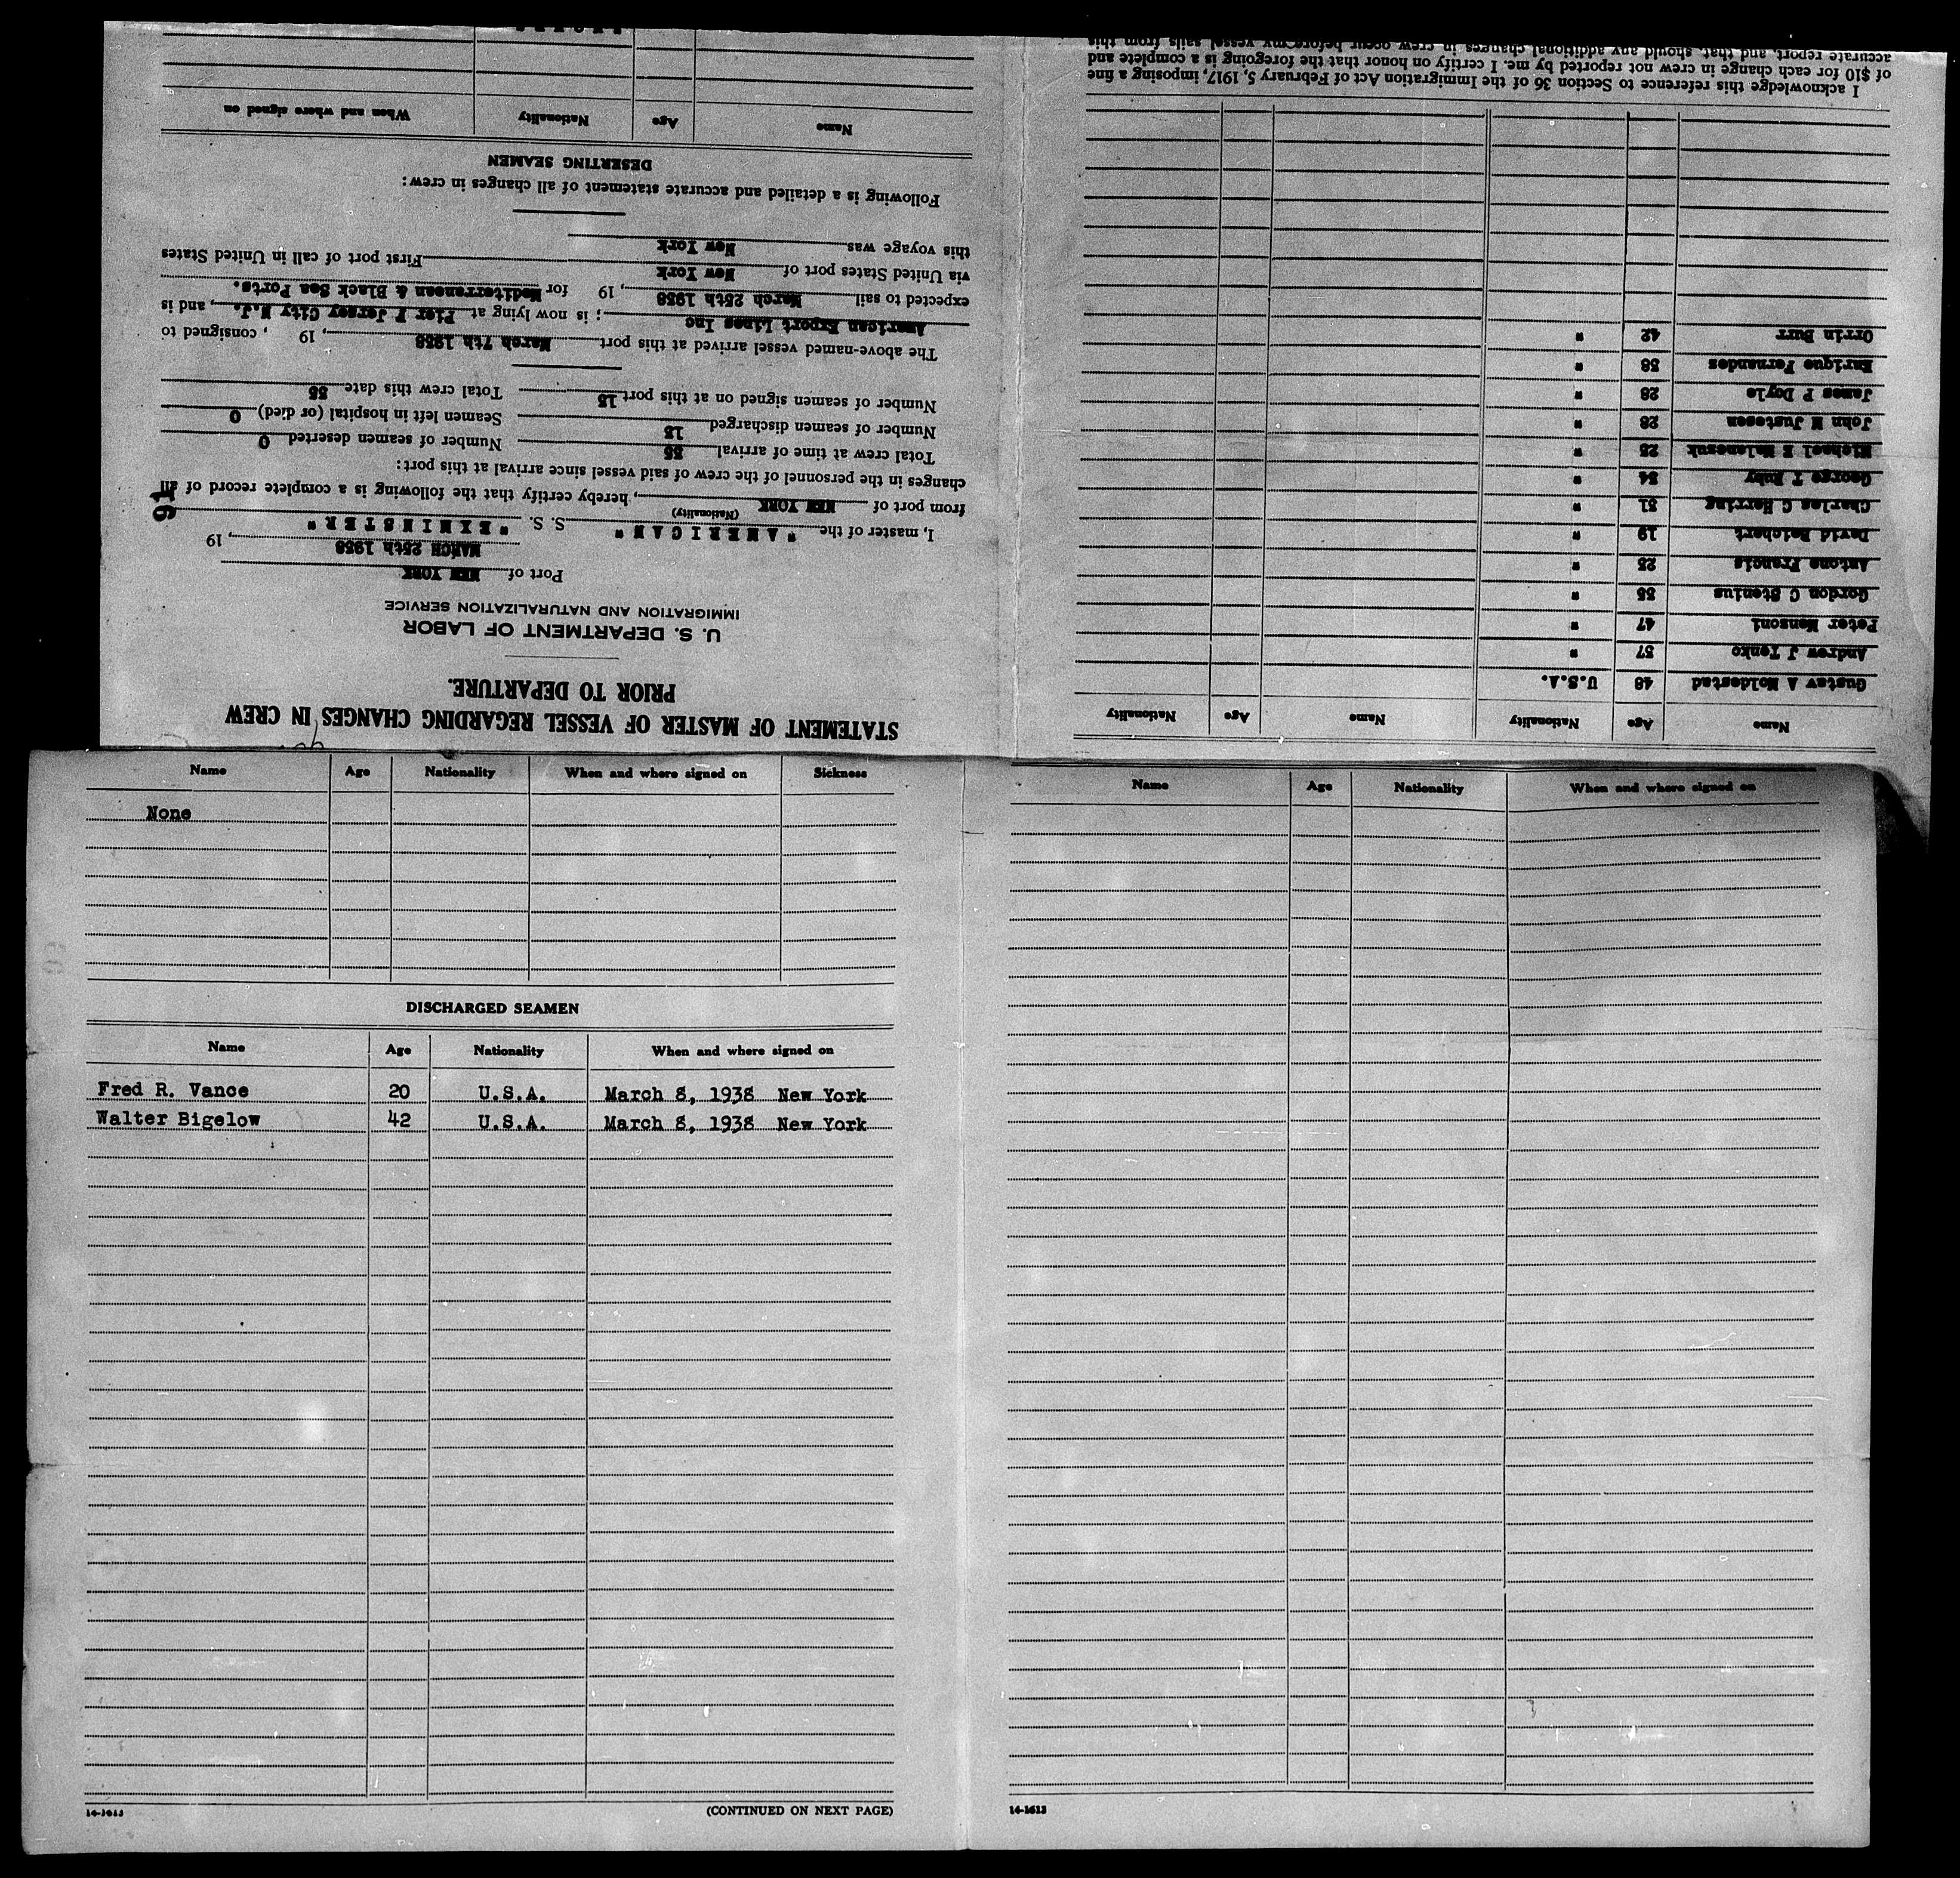 STATEMENT OF MASTER OF VESSEL REGARDING CHANGES IN CREW
PRIOR TO DEPARTURE.
U. S. DEPARTMENT OF LABOR
IMMIGRATION AND NATURALIZATION SERVICE
Port of NEW YORK
MARCH 25th 1938, 19
I, master of the "AMERICAN" S. S. "EXMINSTER"
(Nationality)
from port of NEW YORK, hereby certify that the following is a complete record of all
changes in the personnel of the crew of said vessel since arrival at this port:
Total crew at time of arrival Number of seamen deserted 0
Number of seamen discharged 13 Seamen left in hospital (or died) 0
Number of seamen signed on at this port 13 Total crew this date
The above-named vessel arrived at this port March 7th 1938, 19 , consigned to
American Export Lines Inc; is now lying at Pier F Jersey City N.J., and is
expected to sail March 25th 1938, 19 for Mediterranean & Black Sea Ports.
via United States port of New York First port of call in United States
this voyage was New York
Following is a detailed and accurate statement of all changes in crew:
DESERTING SEAMEN
Name Age Nationality When and where signed on
Name Age Nationality Name Age Nationality
Gustav A Moldestad 48 U.S.A.
Andrew J Tenko 37 "
Peter Monzoni 47 "
Gordon C Stenius "
Antone Francis 23 "
David Reichert 19 "
Charles C Herring 31 "
George T Ruby 34 "
Michael E 23 "
John M Justesen 28 "
James P Doyle 28 "
Enrique Fernandes 38 "
Orrin Burr 42 "
I acknowledge this reference to Section 36 of the Immigration Act of February 5, 1917, imposing a fine
of $10 for each change in crew not reported by me. I certify on honor that the foregoing is a complete and
accurate report, and that, should any additional changes in crew occur before my vessel sails from this
Name Age Nationality When and where signed on Sickness
None
DISCHARGED SEAMEN
Name Age Nationality When and where signed on
Fred R. Vance 20 U.S.A. March 8, 1938 New York
Walter Bigelow 42 U.S.A. March 8, 1938 New York
14-1613 (CONTINUED ON NEXT PAGE)
Name Age Nationality When and where signed on
14-1613